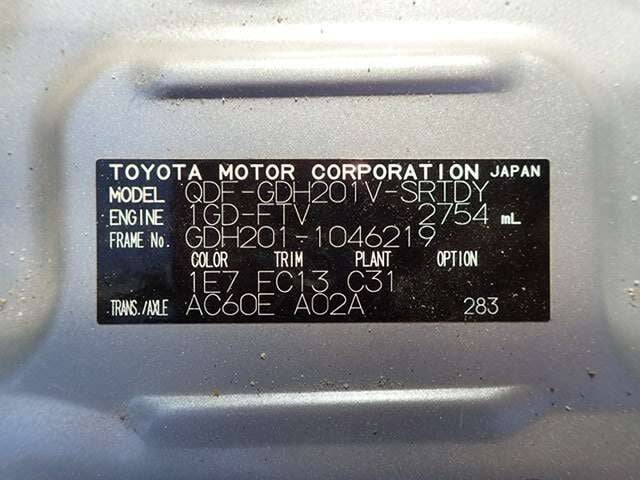 TOYOTA MOTOR CORPORATION JAPAN
MODEL QDF-GDH201V-SRTDY
ENGINE 1GD-FTV 2754 mL
FRAME No. GDH201-1046219
COLOR TRIM PLANT OPTION
1E7 FC13 C31
TRANS./AXLE AC60E A02A 283